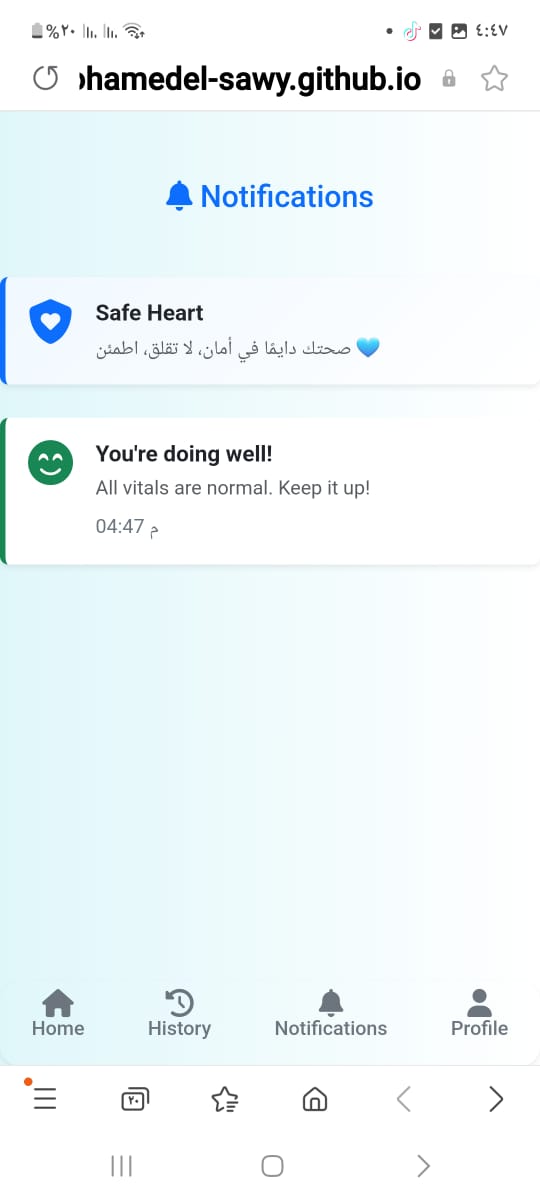 %٢٠
٤:٤٧
ohamedel-sawy.github.io
Notifications
Safe Heart
صحتك دايمًا في أمان، لا تقلق، اطمئن 💙
You're doing well!
All vitals are normal. Keep it up!
04:47 م
Home History Notifications Profile
٢٠